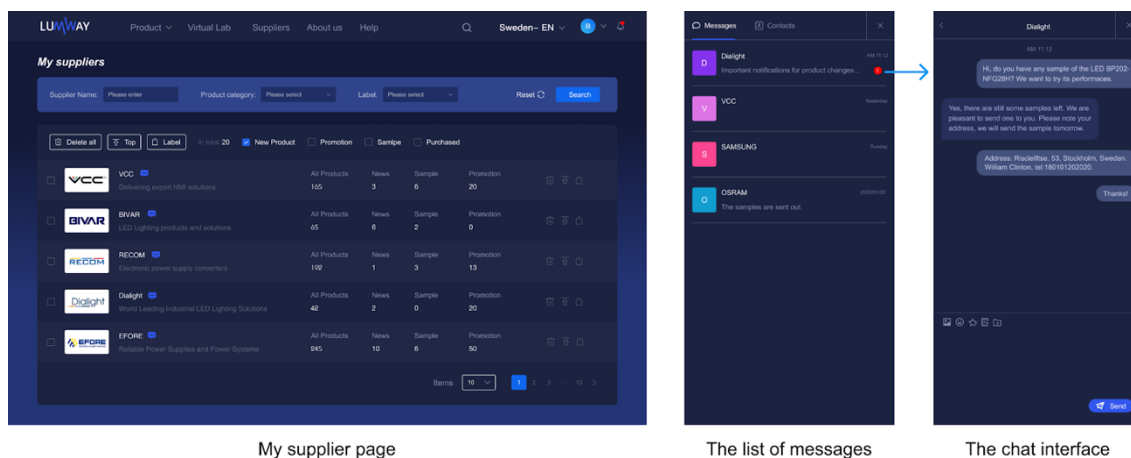 LUMWAY Product Virtual Lab Suppliers About us Help Sweden- EN B
My suppliers
Supplier Name: Please enter Product category: Please select Label: Please select Reset Search
Delete all Top Label In total 20 New Product Promotion Samlpe Purchased
VCC VCC All Products News Sample Promotion
Delivering expert HMI solutions 165 3 6 20
BIVAR BIVAR All Products News Sample Promotion
LED Lighting products and solutions 65 6 2 0
RECOM RECOM All Products News Sample Promotion
Electronic power supply converters 192 1 3 13
Dialight Dialight All Products News Sample Promotion
World Leading Industrial LED Lighting Solutions 42 2 0 20
EFORE EFORE All Products News Sample Promotion
Reliable Power Supplies and Power Systems 245 10 6 50
Items 10 1 2 3 10
My supplier page
Messages Contacts
D Dialight AM 11:12
Important notifications for product changes...
V VCC Yesterday
S SAMSUNG Sunday
O OSRAM
The samples are sent out.
The list of messages
Dialight
AM 11:12
Hi, do you have any sample of the LED BP202-
NFG28H? We want to try its performaces.
Yes, there are still some samples left. We are
pleasant to send one to you. Please note your
address, we will send the sample tomorrow.
Address: 53, Stockholm, Sweden.
William Clinton, tel:180101202020.
Thanks!
Send
The chat interface